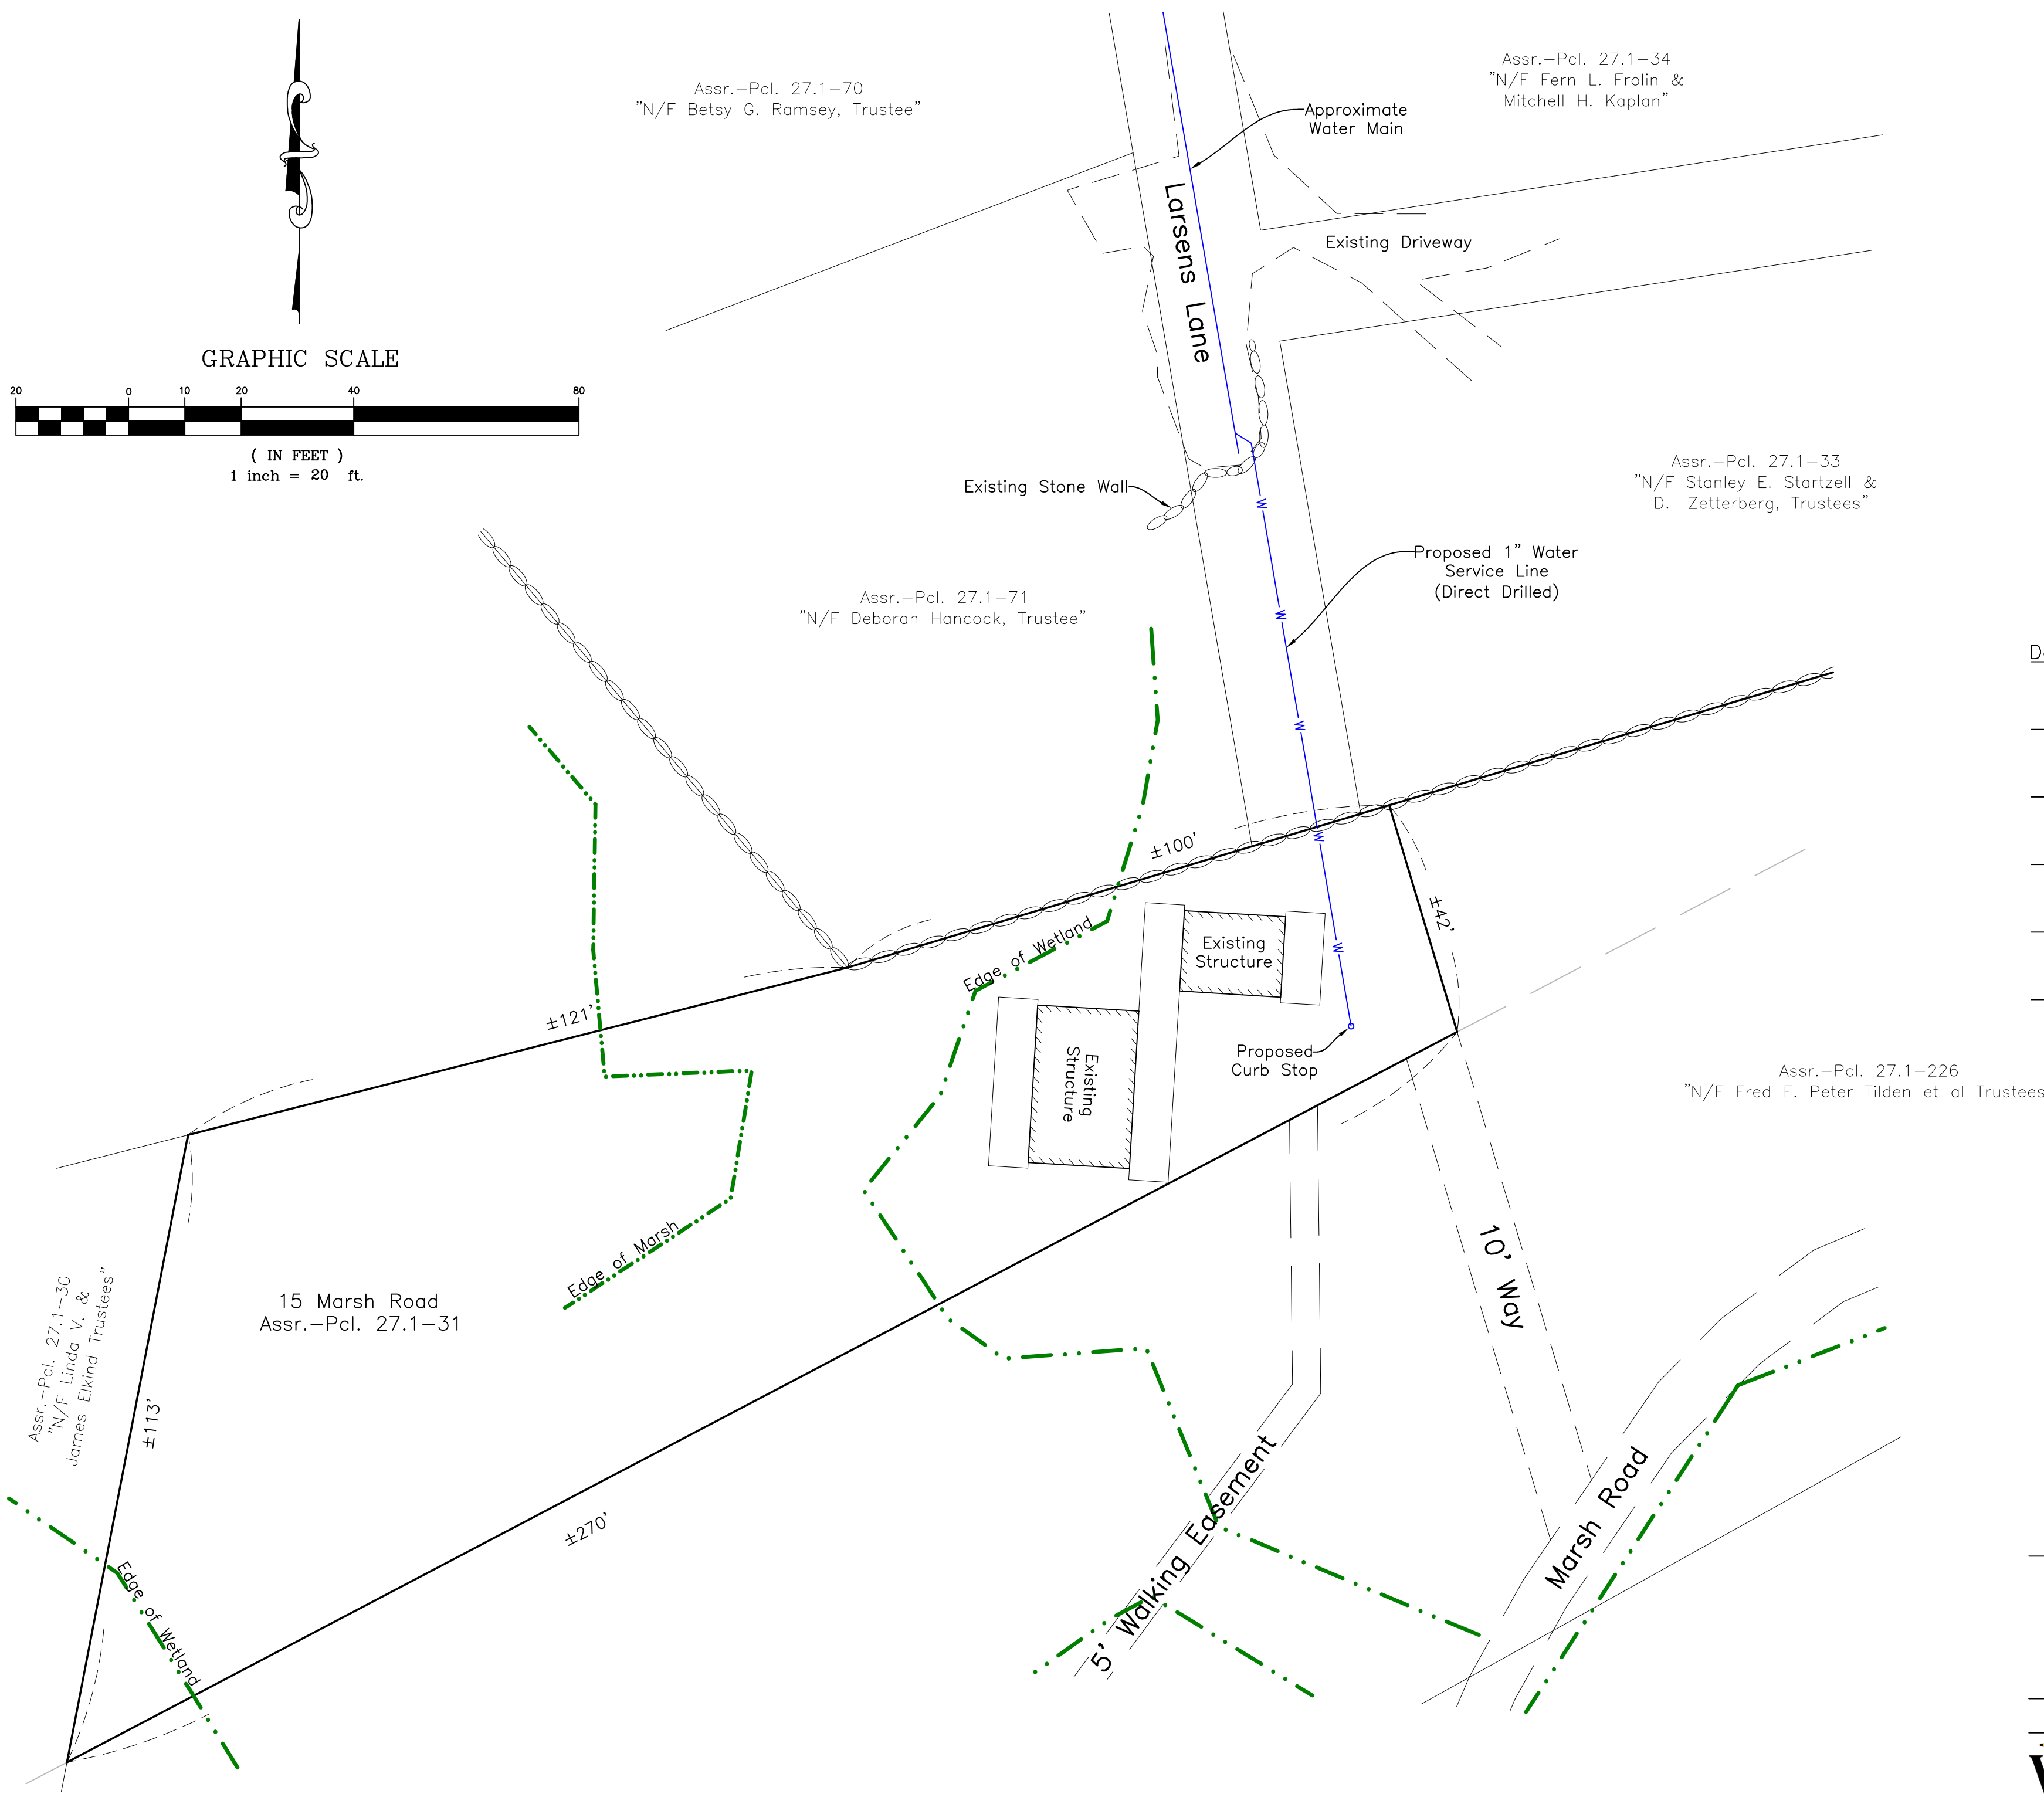 Assr.-Pcl. 27.1-70
"N/F Betsy G. Ramsey, Trustee"
Assr.-Pcl. 27.1-34
"N/F Fern L. Frolin &
Mitchell H. Kaplan"
Approximate
Water Main
Larsens Lane
Existing Driveway
GRAPHIC SCALE
20 0 10 20 40 80
( IN FEET )
1 inch = 20 ft.
Existing Stone Wall
Assr.-Pcl. 27.1-33
"N/F Stanley E. Startzell &
D. Zetterberg, Trustees"
W
Proposed 1" Water
Service Line
(Direct Drilled)
Assr.-Pcl. 27.1-71
"N/F Deborah Hancock, Trustee"
W
W
W
W
±100'
±42'
±121'
Edge of Wetland
Existing
Structure
Existing
Structure
Proposed
Curb Stop
Assr.-Pcl. 27.1-226
"N/F Fred F. Peter Tilden et al Trustees
Edge of Marsh
15 Marsh Road
Assr.-Pcl. 27.1-31
Assr.-Pcl. 27.1-30
"N/F Linda V. &
James Elkind Trustees"
±113'
±270'
10' Way
5' Walking Easement
Marsh Road
Edge of Wetland